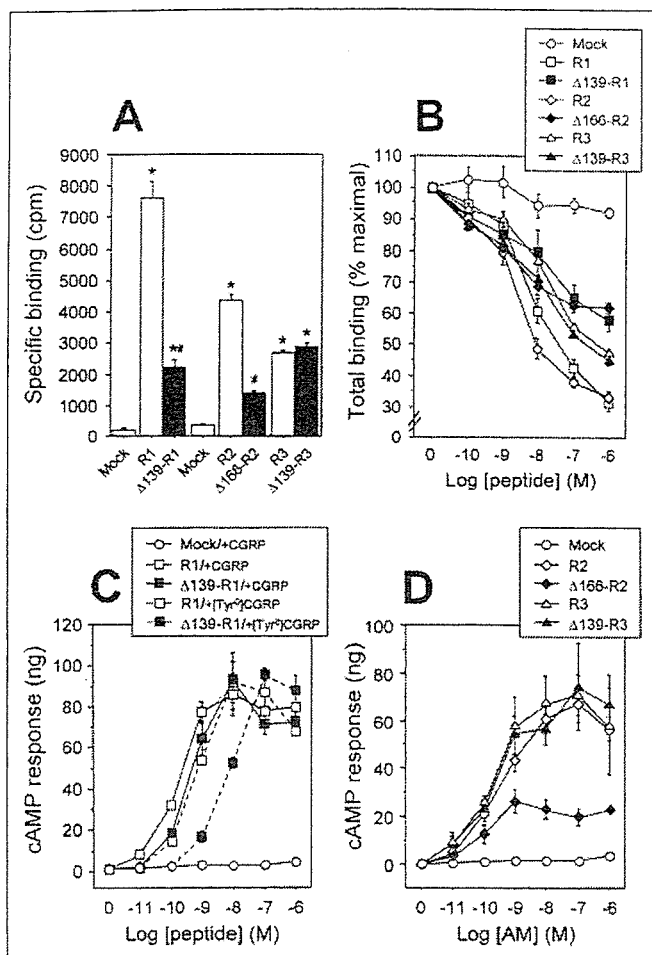 A
Specific binding (cpm)
9000
8000
7000
6000
5000
4000
3000
2000
1000
0
*
*#
*
#
*
*
Mock
R1
Δ139-R1
Mock
R2
Δ166-R2
R3
Δ139-R3
B
Mock
R1
Δ139-R1
R2
Δ166-R2
R3
Δ139-R3
Total binding (% maximal)
110
100
90
80
70
60
50
40
30
0
0 -10 -9 -8 -7 -6
Log [peptide] (M)
C
Mock/+CGRP
R1/+CGRP
Δ139-R1/+CGRP
R1/+[Tyr⁰]CGRP
Δ139-R1/+[Tyr⁰]CGRP
cAMP response (ng)
120
100
80
60
40
20
0
0 -11 -10 -9 -8 -7 -6
Log [peptide] (M)
D
Mock
R2
Δ166-R2
R3
Δ139-R3
cAMP response (ng)
100
80
60
40
20
0
0 -11 -10 -9 -8 -7 -6
Log [AM] (M)